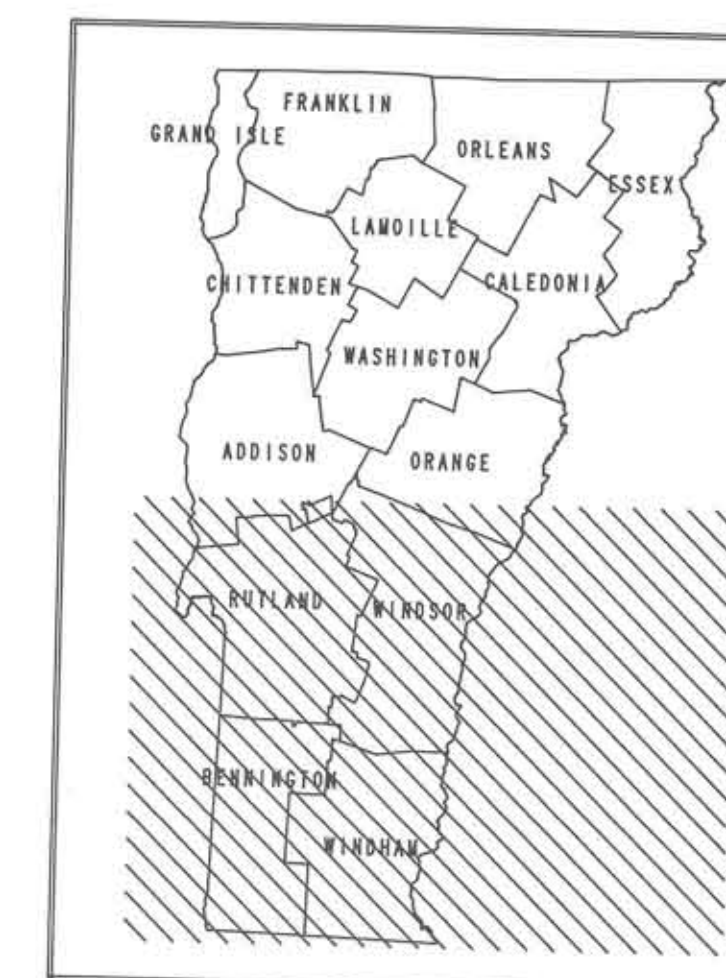 FRANKLIN
GRAND ISLE
ORLEANS
ESSEX
LAMOILLE
CHITTENDEN
CALEDONIA
WASHINGTON
ADDISON
ORANGE
RUTLAND
WINDSOR
BENNINGTON
WINDHAM